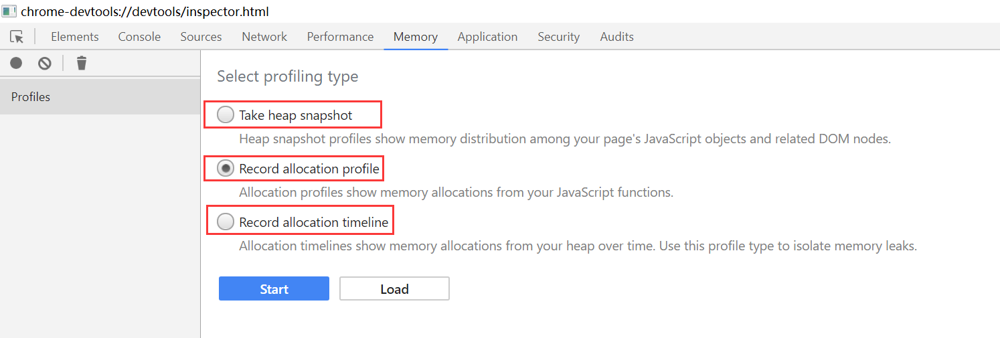 chrome-devtools://devtools/inspector.html
Elements Console Sources Network Performance Memory Application Security Audits
Profiles
Select profiling type
Take heap snapshot
Heap snapshot profiles show memory distribution among your page's JavaScript objects and related DOM nodes.
Record allocation profile
Allocation profiles show memory allocations from your JavaScript functions.
Record allocation timeline
Allocation timelines show memory allocations from your heap over time. Use this profile type to isolate memory leaks.
Start Load